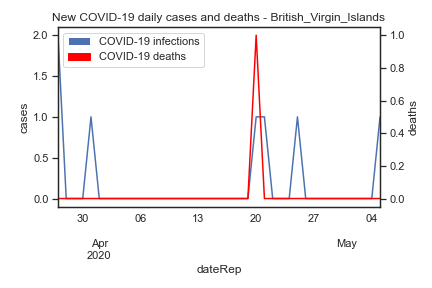 New COVID-19 daily cases and deaths - British_Virgin_Islands
COVID-19 infections
COVID-19 deaths
cases
2.0
1.5
1.0
0.5
0.0
deaths
1.0
0.8
0.6
0.4
0.2
0.0
30 06 13 20 27 04
Apr May
2020
dateRep